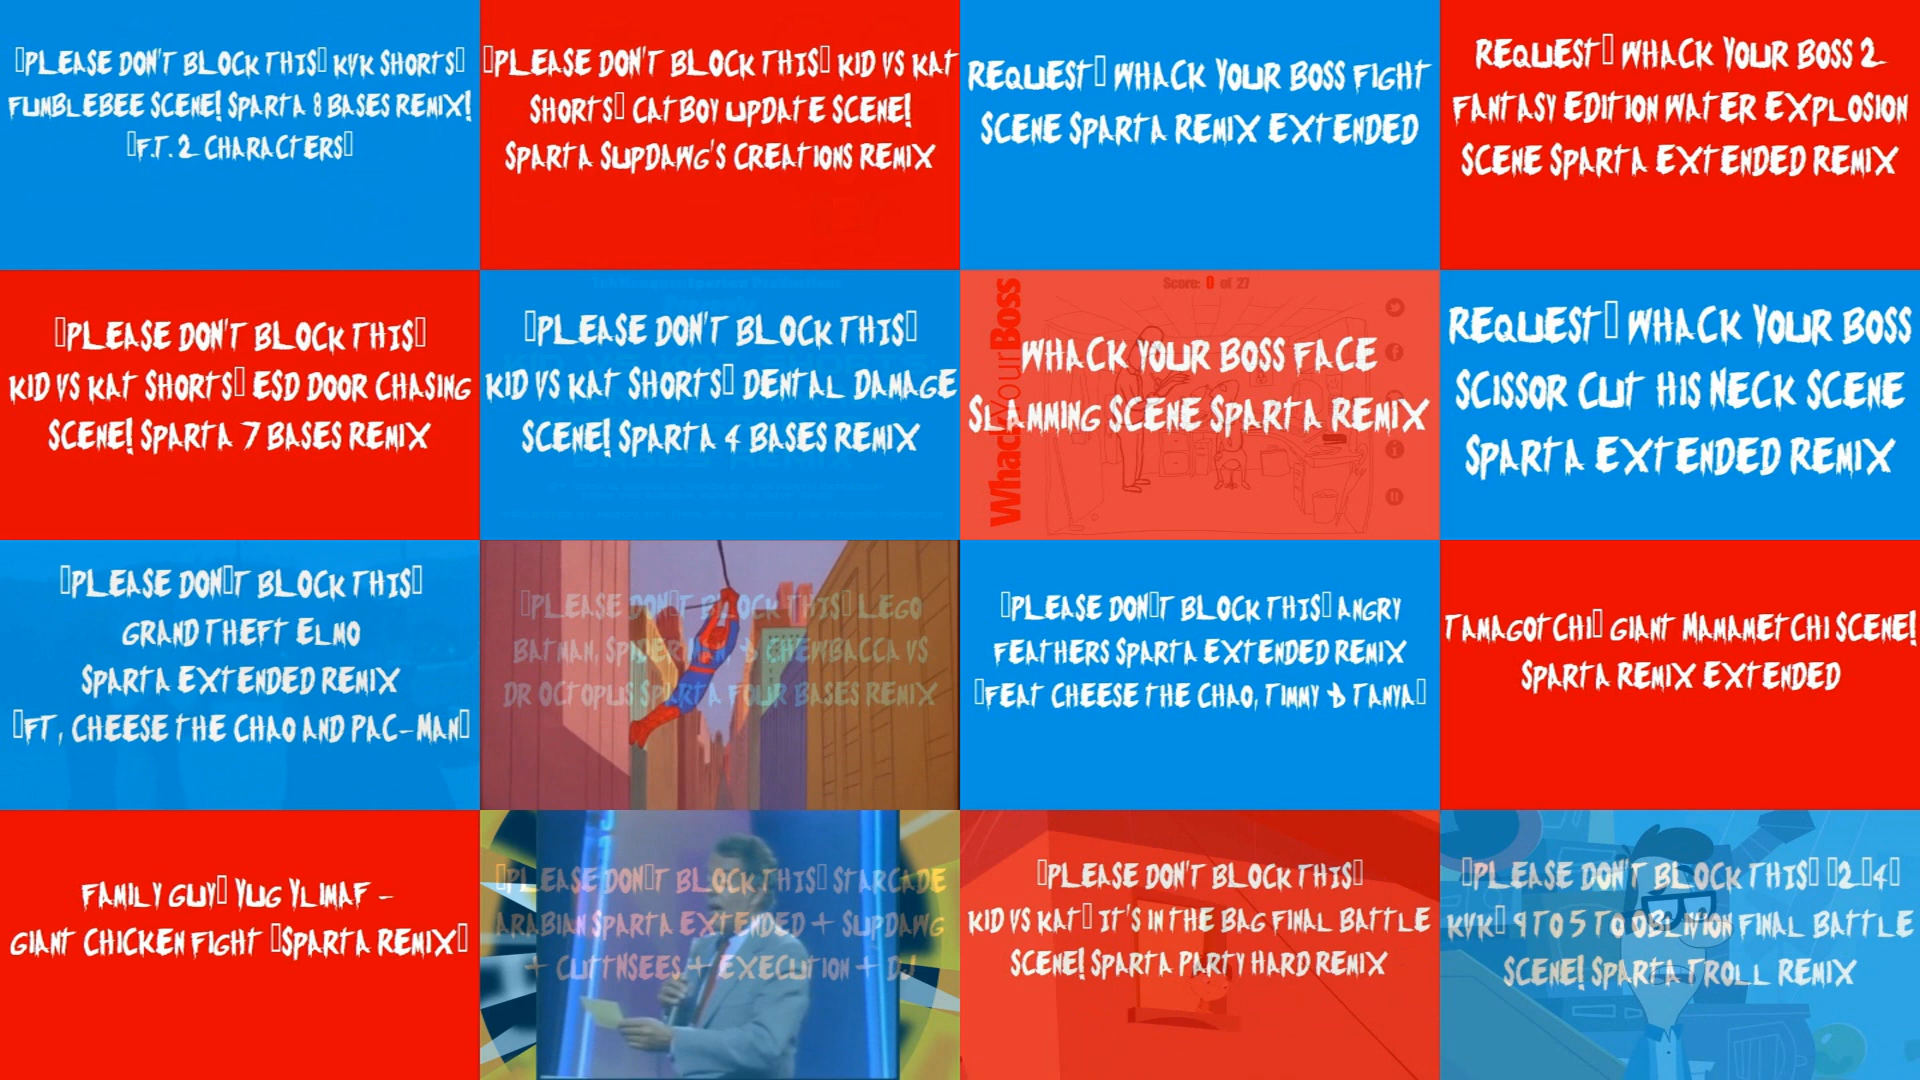 ▯PLEASE DON'T BLOCK THIS▯ KVK SHORTS▯
FUMBLEBEE SCENE! SPARTA 8 BASES REMIX!
▯F.T. 2 CHARACTERS▯
▯PLEASE DON'T BLOCK THIS▯ KID VS KAT
SHORTS▯ CATBOY UPDATE SCENE!
SPARTA SUPDAWG'S CREATIONS REMIX
REQUEST▯ WHACK YOUR BOSS FIGHT
SCENE SPARTA REMIX EXTENDED
REQUEST▯ WHACK YOUR BOSS 2
FANTASY EDITION WATER EXPLOSION
SCENE SPARTA EXTENDED REMIX
▯PLEASE DON'T BLOCK THIS▯
KID VS KAT SHORTS▯ ESD DOOR CHASING
SCENE! SPARTA 7 BASES REMIX
▯PLEASE DON'T BLOCK THIS▯
KID VS KAT SHORTS▯ DENTAL DAMAGE
SCENE! SPARTA 4 BASES REMIX
Score: 0 of 27
WhackYourBoss
WHACK YOUR BOSS FACE
SLAMMING SCENE SPARTA REMIX
REQUEST▯ WHACK YOUR BOSS
SCISSOR CUT HIS NECK SCENE
SPARTA EXTENDED REMIX
▯PLEASE DON▯T BLOCK THIS▯
GRAND THEFT ELMO
SPARTA EXTENDED REMIX
▯FT, CHEESE THE CHAO AND PAC-MAN▯
▯PLEASE DON▯T BLOCK THIS▯ LEGO
BATMAN, SPIDERMAN, & CHEWBACCA VS
DR OCTOPUS SPARTA FOUR BASES REMIX
▯PLEASE DON▯T BLOCK THIS▯ ANGRY
FEATHERS SPARTA EXTENDED REMIX
▯FEAT CHEESE THE CHAO, TIMMY & TANYA▯
TAMAGOTCHI▯ GIANT MAMAMETCHI SCENE!
SPARTA REMIX EXTENDED
FAMILY GUY▯ YUG YLIMAF -
GIANT CHICKEN FIGHT ▯SPARTA REMIX▯
▯PLEASE DON▯T BLOCK THIS▯ STARCADE
ARABIAN SPARTA EXTENDED + SUPDAWG
+ CUTTNSEES + EXECUTION + DJ
▯PLEASE DON'T BLOCK THIS▯
KID VS KAT▯ IT'S IN THE BAG FINAL BATTLE
SCENE! SPARTA PARTY HARD REMIX
▯PLEASE DON'T BLOCK THIS▯ ▯2▯4▯
KVK▯ 9 TO 5 TO OBLIVION FINAL BATTLE
SCENE! SPARTA TROLL REMIX